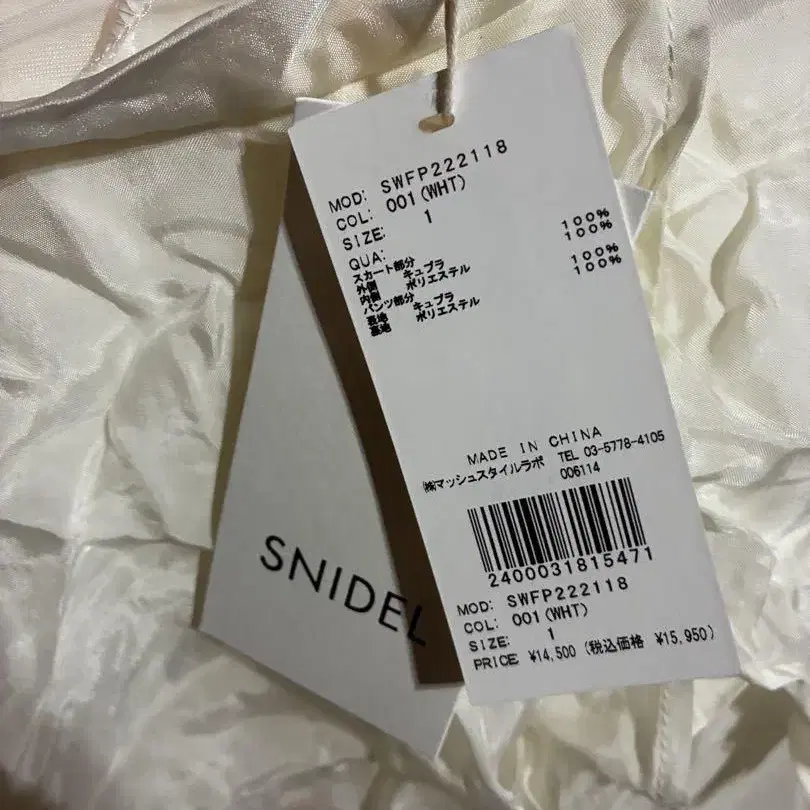 MOD: SWFP222118
COL: 001(WHT)
SIZE: 1
QUA:
スカート部分
外側 キュプラ 100%
内側 ポリエステル 100%
パンツ部分
表地 キュプラ 100%
裏地 ポリエステル 100%
MADE IN CHINA
㈱マッシュスタイルラボ TEL 03-5778-4105
006114
2400031815471
MOD: SWFP222118
COL: 001(WHT)
SIZE: 1
PRICE ¥14,500 (税込価格 ¥15,950)
SNIDEL